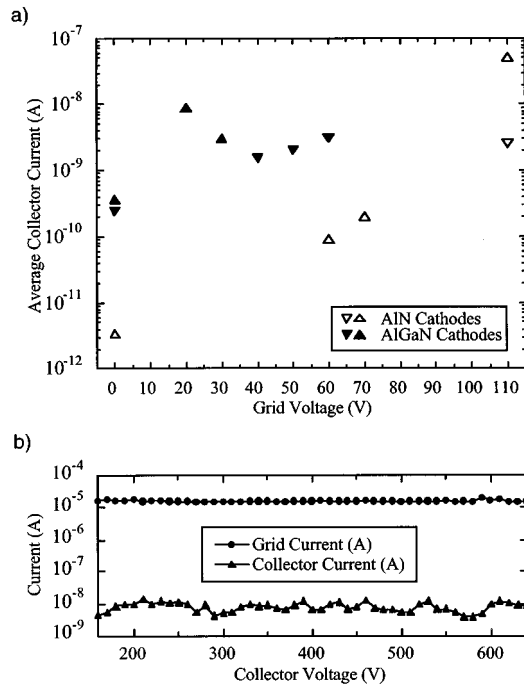 a)
10^-7
10^-8
10^-9
10^-10
10^-11
10^-12
Average Collector Current (A)
AlN Cathodes
AlGaN Cathodes
0 10 20 30 40 50 60 70 80 90 110
Grid Voltage (V)
b)
10^-4
10^-5
10^-6
10^-7
10^-8
10^-9
Current (A)
Grid Current (A)
Collector Current (A)
200 300 400 500 600
Collector Voltage (V)